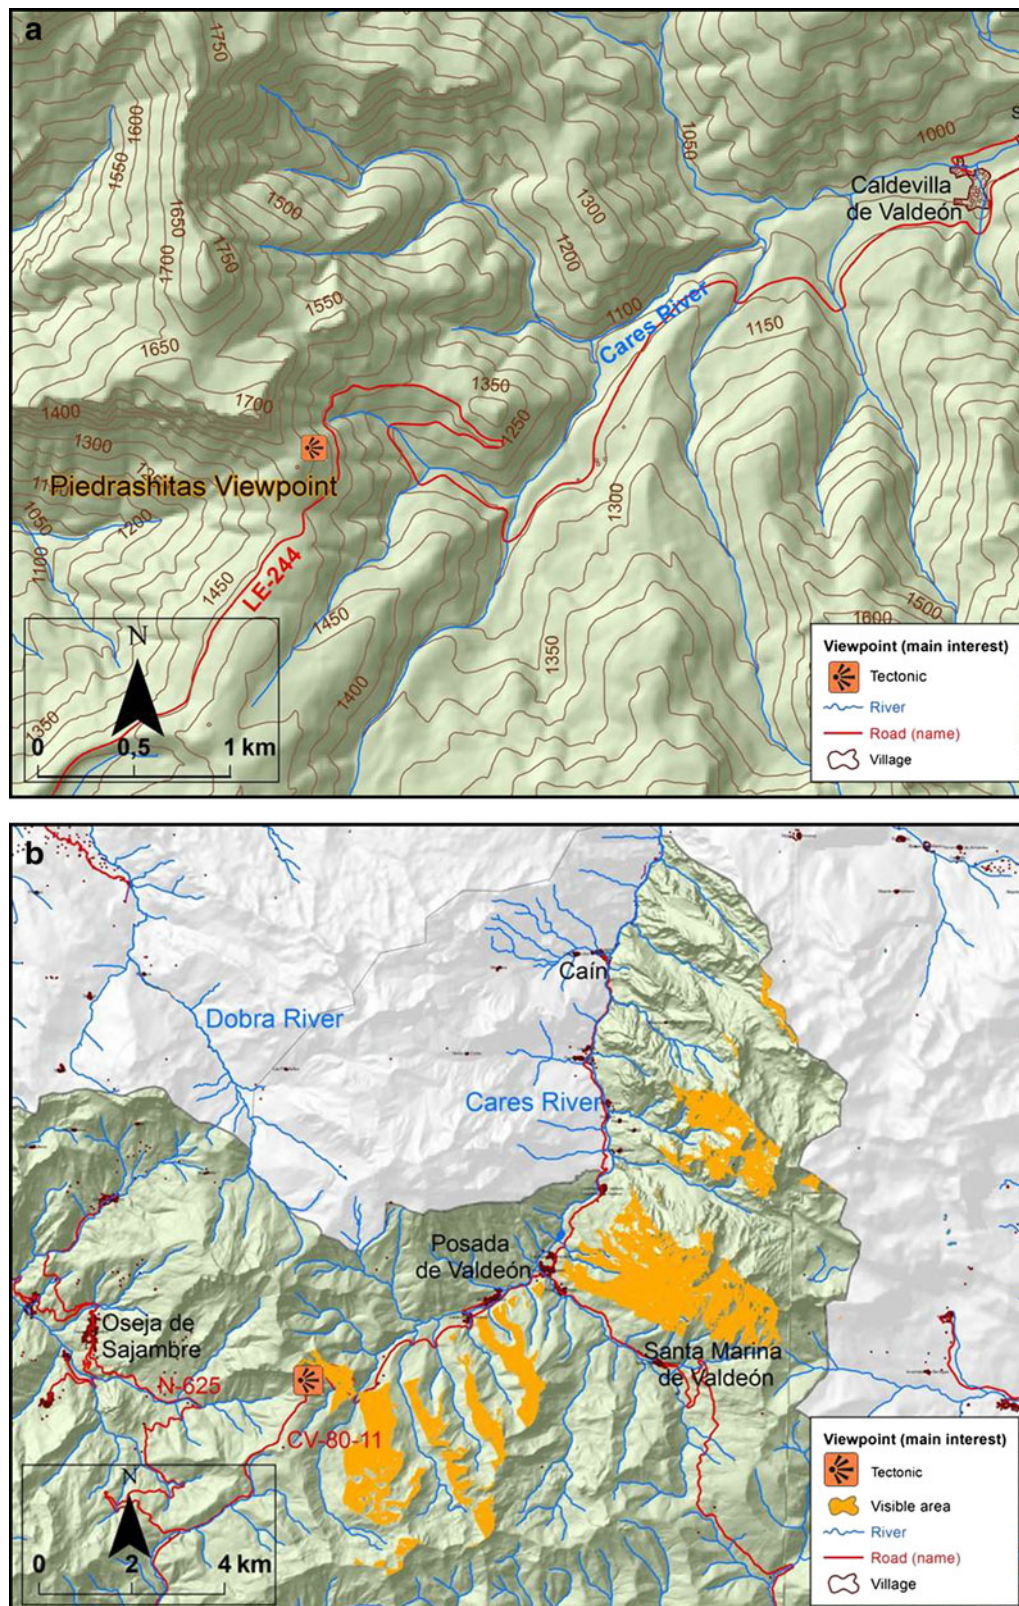 a
1750
1600
1550
1650
1700
1750
1500
1550
1650
1700
1400
1300
1050
1000
1300
1200
1100
1150
Caldevilla
de Valdeón
Cares River
1350
1250
Piedrashitas Viewpoint
1050
1100
1200
1450
LE-244
1450
1400
1350
1350
1300
1600
1500
N
0 0,5 1 km
Viewpoint (main interest)
Tectonic
River
Road (name)
Village
b
Caín
Dobra River
Cares River
Posada
de Valdeón
Oseja de
Sajambre
Santa Marina
de Valdeón
N-625
CV-80-11
N
0 2 4 km
Viewpoint (main interest)
Tectonic
Visible area
River
Road (name)
Village